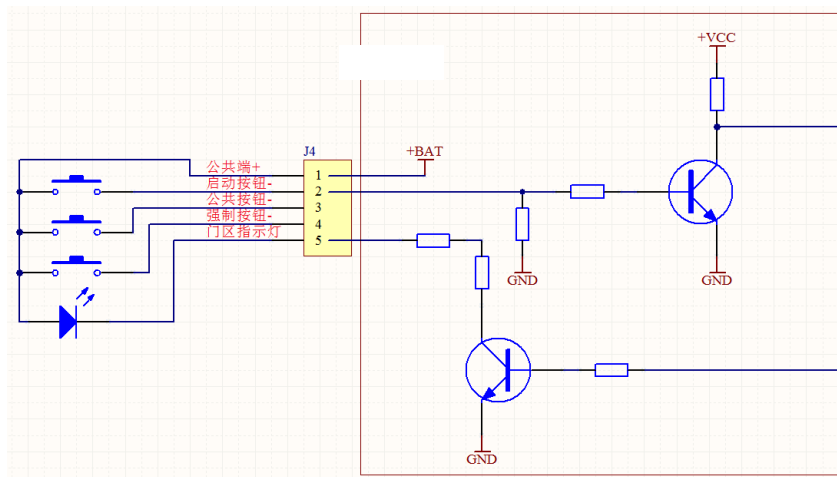 +VCC
J4
+BAT
公共端+
启动按钮-
公共按钮-
强制按钮-
门区指示灯
1
2
3
4
5
GND
GND
GND